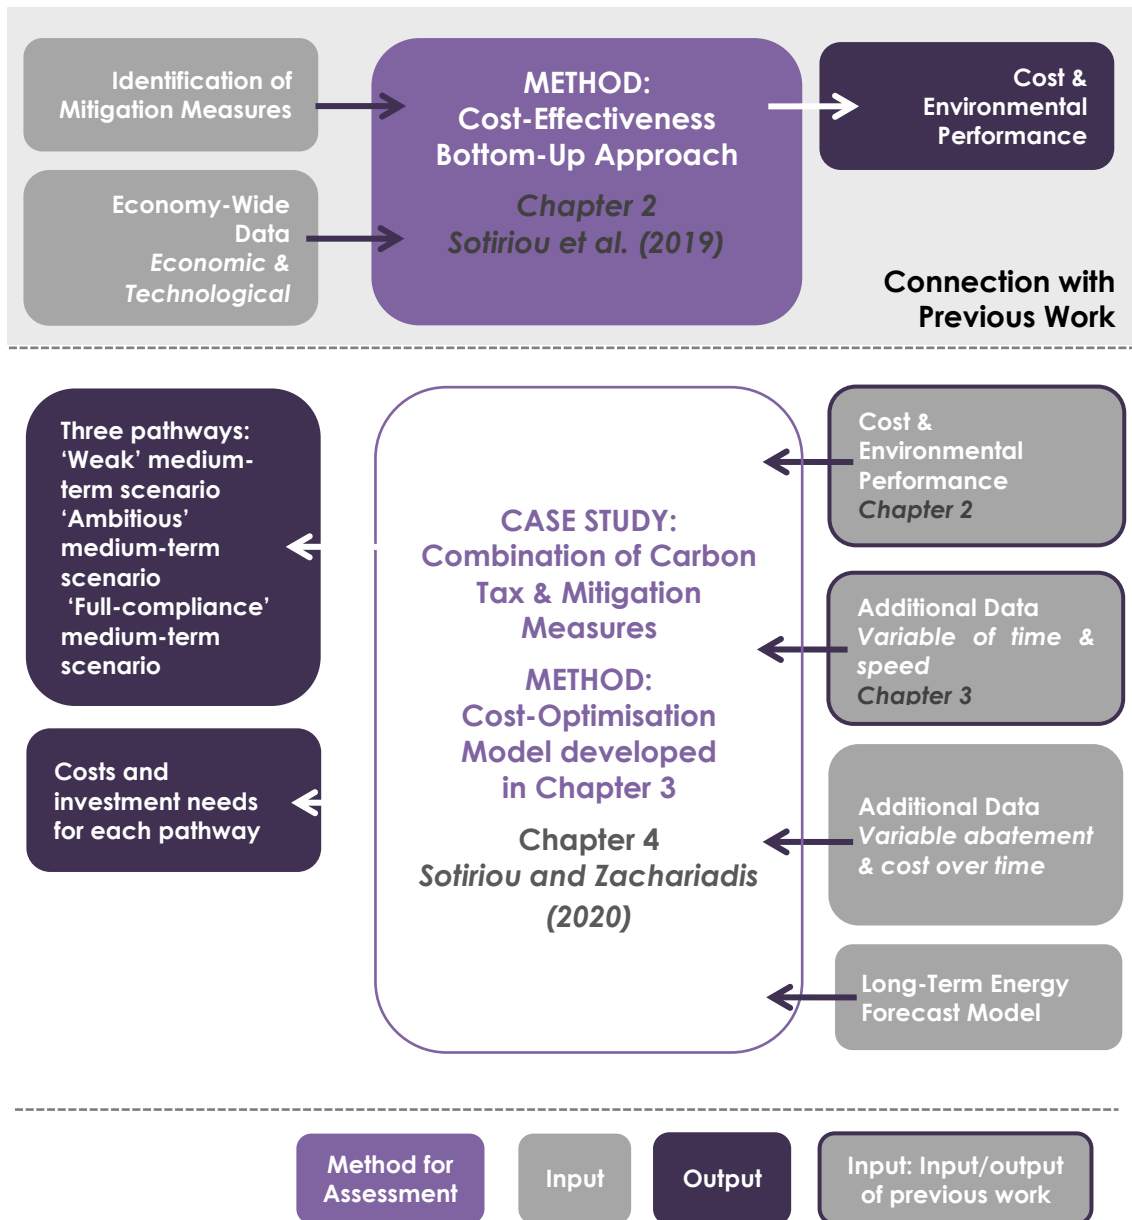 Identification of
Mitigation Measures
Economy-Wide
Data
Economic &
Technological
METHOD:
Cost-Effectiveness
Bottom-Up Approach
Chapter 2
Sotiriou et al. (2019)
Cost &
Environmental
Performance
Connection with
Previous Work
Three pathways:
‘Weak’ medium-
term scenario
‘Ambitious’
medium-term
scenario
‘Full-compliance’
medium-term
scenario
Costs and
investment needs
for each pathway
CASE STUDY:
Combination of Carbon
Tax & Mitigation
Measures
METHOD:
Cost-Optimisation
Model developed
in Chapter 3
Chapter 4
Sotiriou and Zachariadis
(2020)
Cost &
Environmental
Performance
Chapter 2
Additional Data
Variable of time &
speed
Chapter 3
Additional Data
Variable abatement
& cost over time
Long-Term Energy
Forecast Model
Method for
Assessment
Input
Output
Input: Input/output
of previous work